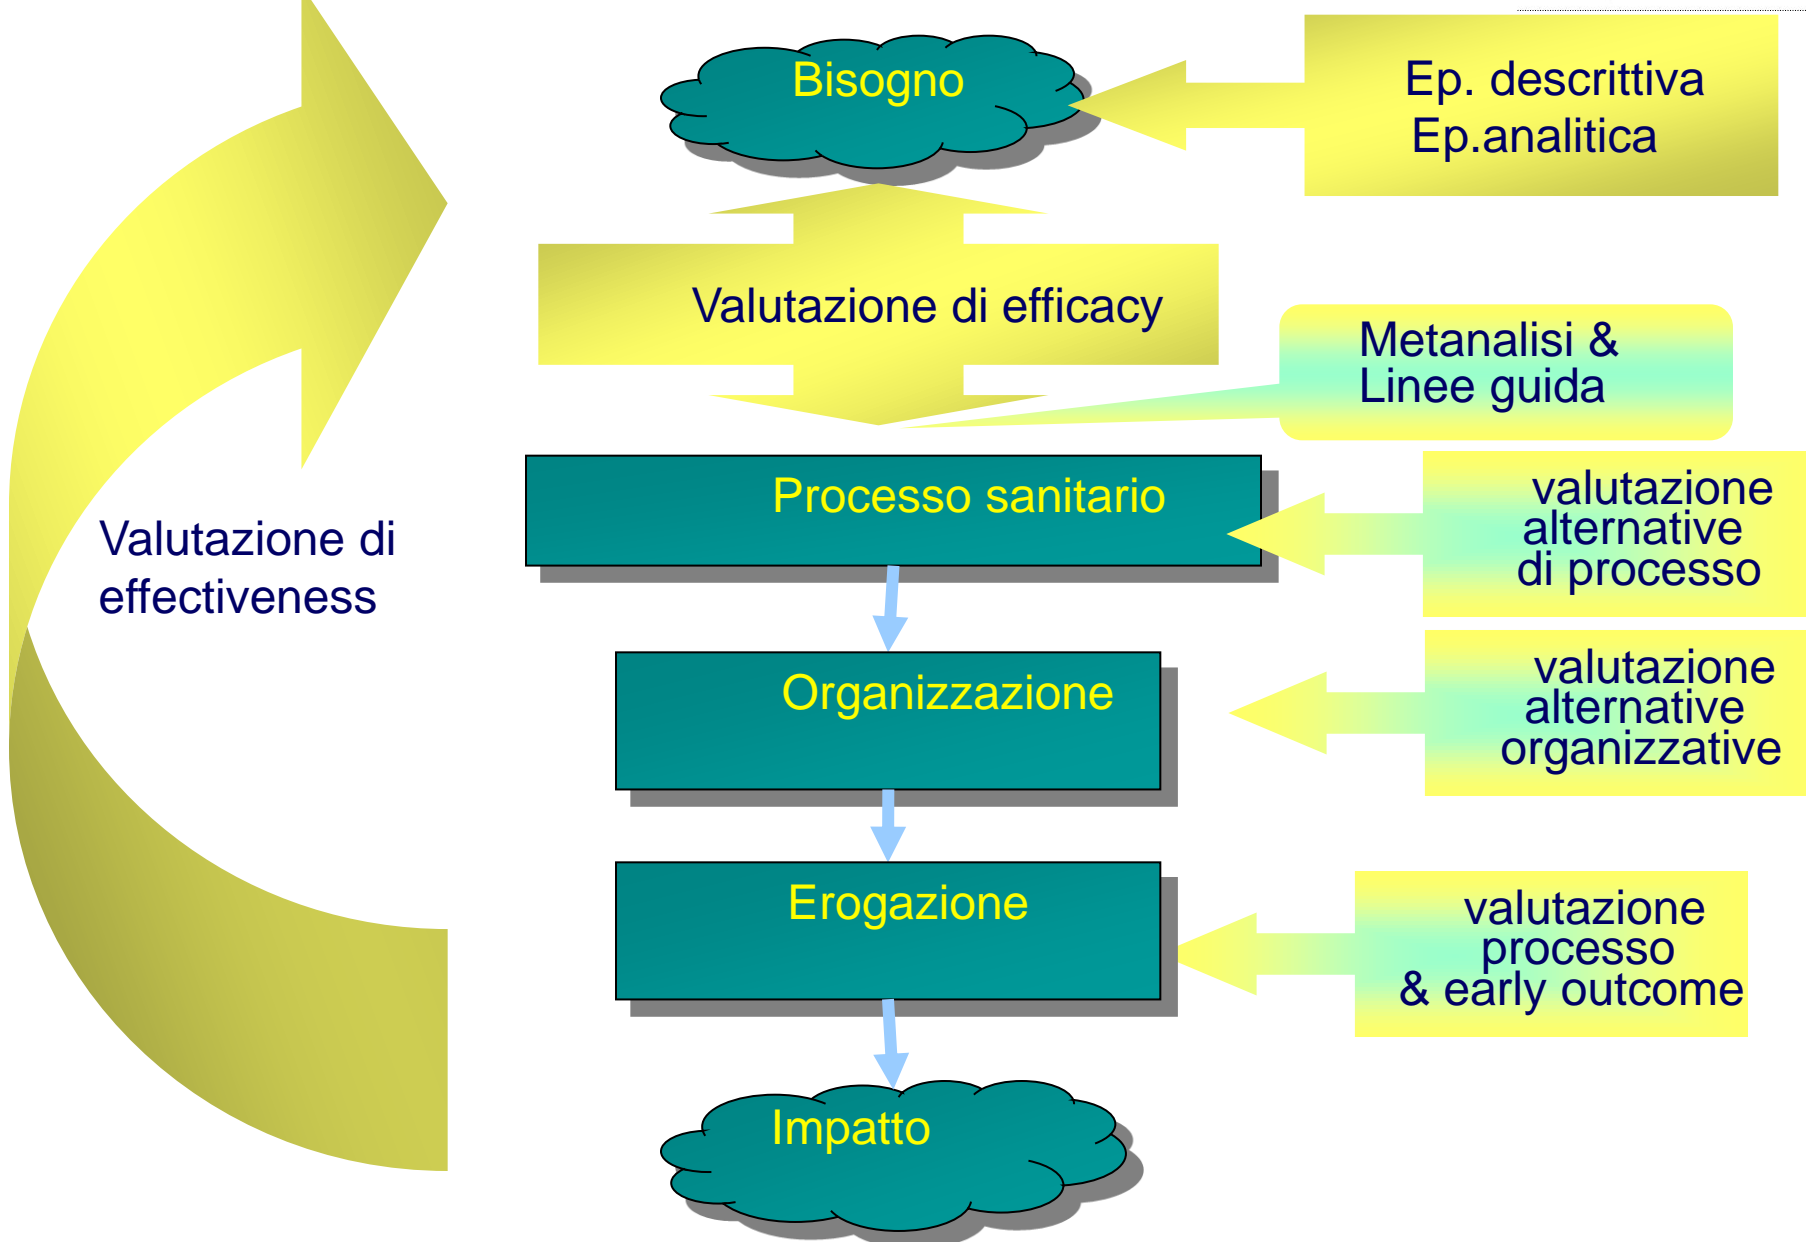 Bisogno
Ep. descrittiva
Ep.analitica
Valutazione di efficacy
Metanalisi &
Linee guida
Processo sanitario
valutazione
alternative
di processo
Valutazione di
effectiveness
Organizzazione
valutazione
alternative
organizzative
Erogazione
valutazione
processo
& early outcome
Impatto